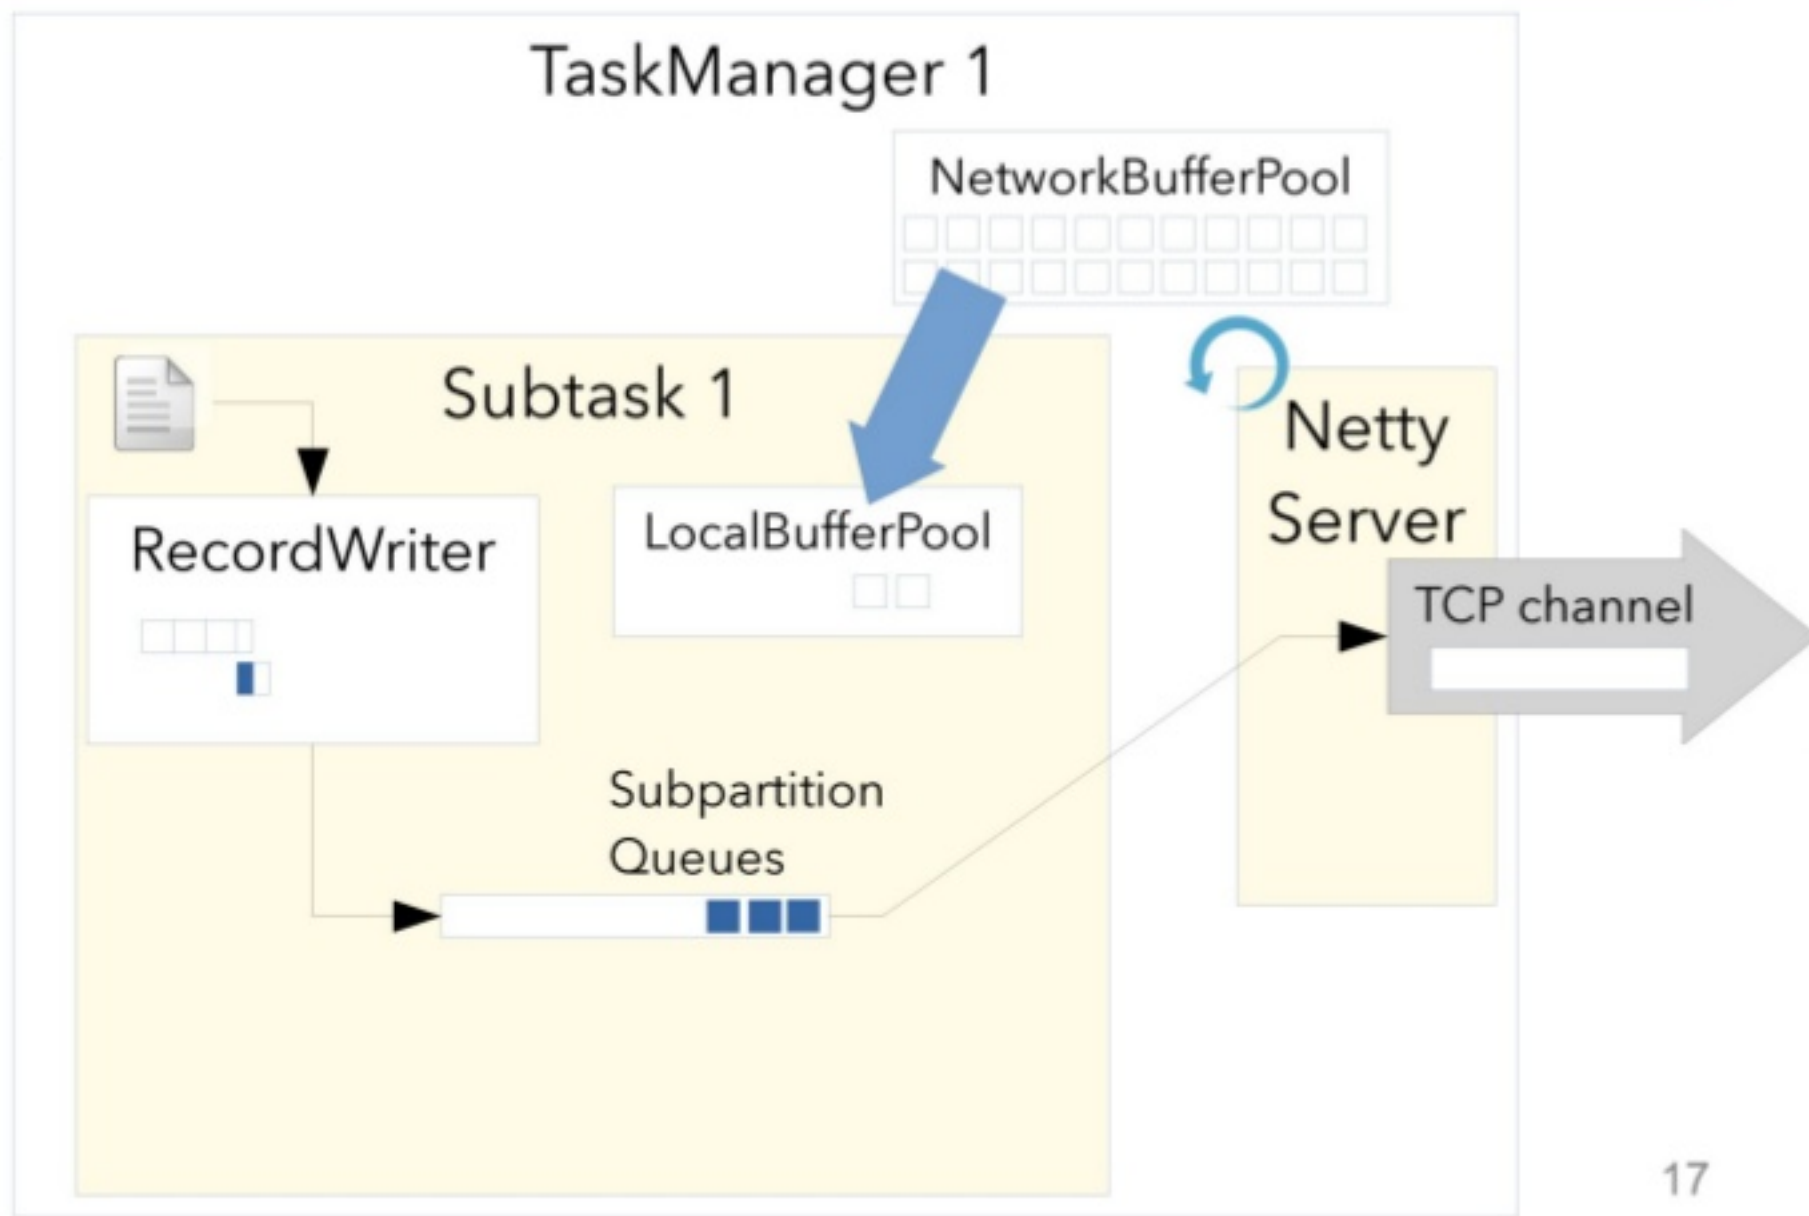 TaskManager 1
NetworkBufferPool
Subtask 1
Netty
Server
RecordWriter
LocalBufferPool
TCP channel
Subpartition
Queues
17